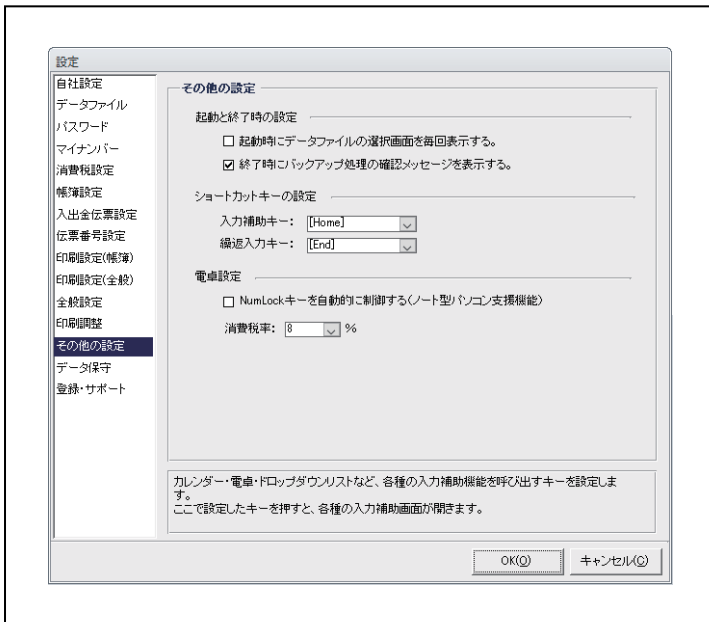 設定
自社設定
データファイル
パスワード
マイナンバー
消費税設定
帳簿設定
入出金伝票設定
伝票番号設定
印刷設定(帳簿)
印刷設定(全般)
全般設定
印刷調整
その他の設定
データ保守
登録・サポート
その他の設定
起動と終了時の設定
起動時にデータファイルの選択画面を毎回表示する。
終了時にバックアップ処理の確認メッセージを表示する。
ショートカットキーの設定
入力補助キー: [Home]
繰返入力キー: [End]
電卓設定
NumLockキーを自動的に制御する(ノート型パソコン支援機能)
消費税率: 8 %
カレンダー・電卓・ドロップダウンリストなど、各種の入力補助機能を呼び出すキーを設定しま
す。
ここで設定したキーを押すと、各種の入力補助画面が開きます。
OK(O) キャンセル(C)